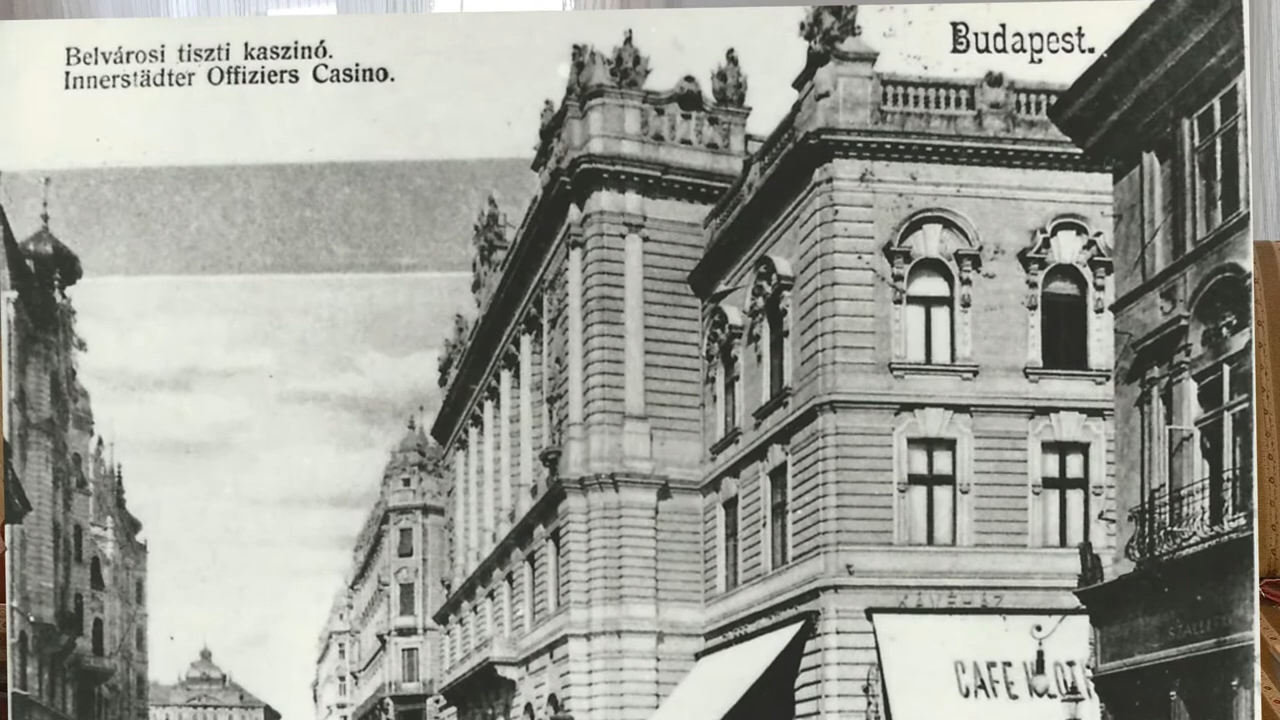 Belvárosi tiszti kaszinó.
Innerstädter Offiziers Casino.
Budapest.
KÁVÉHÁZ
CAFE